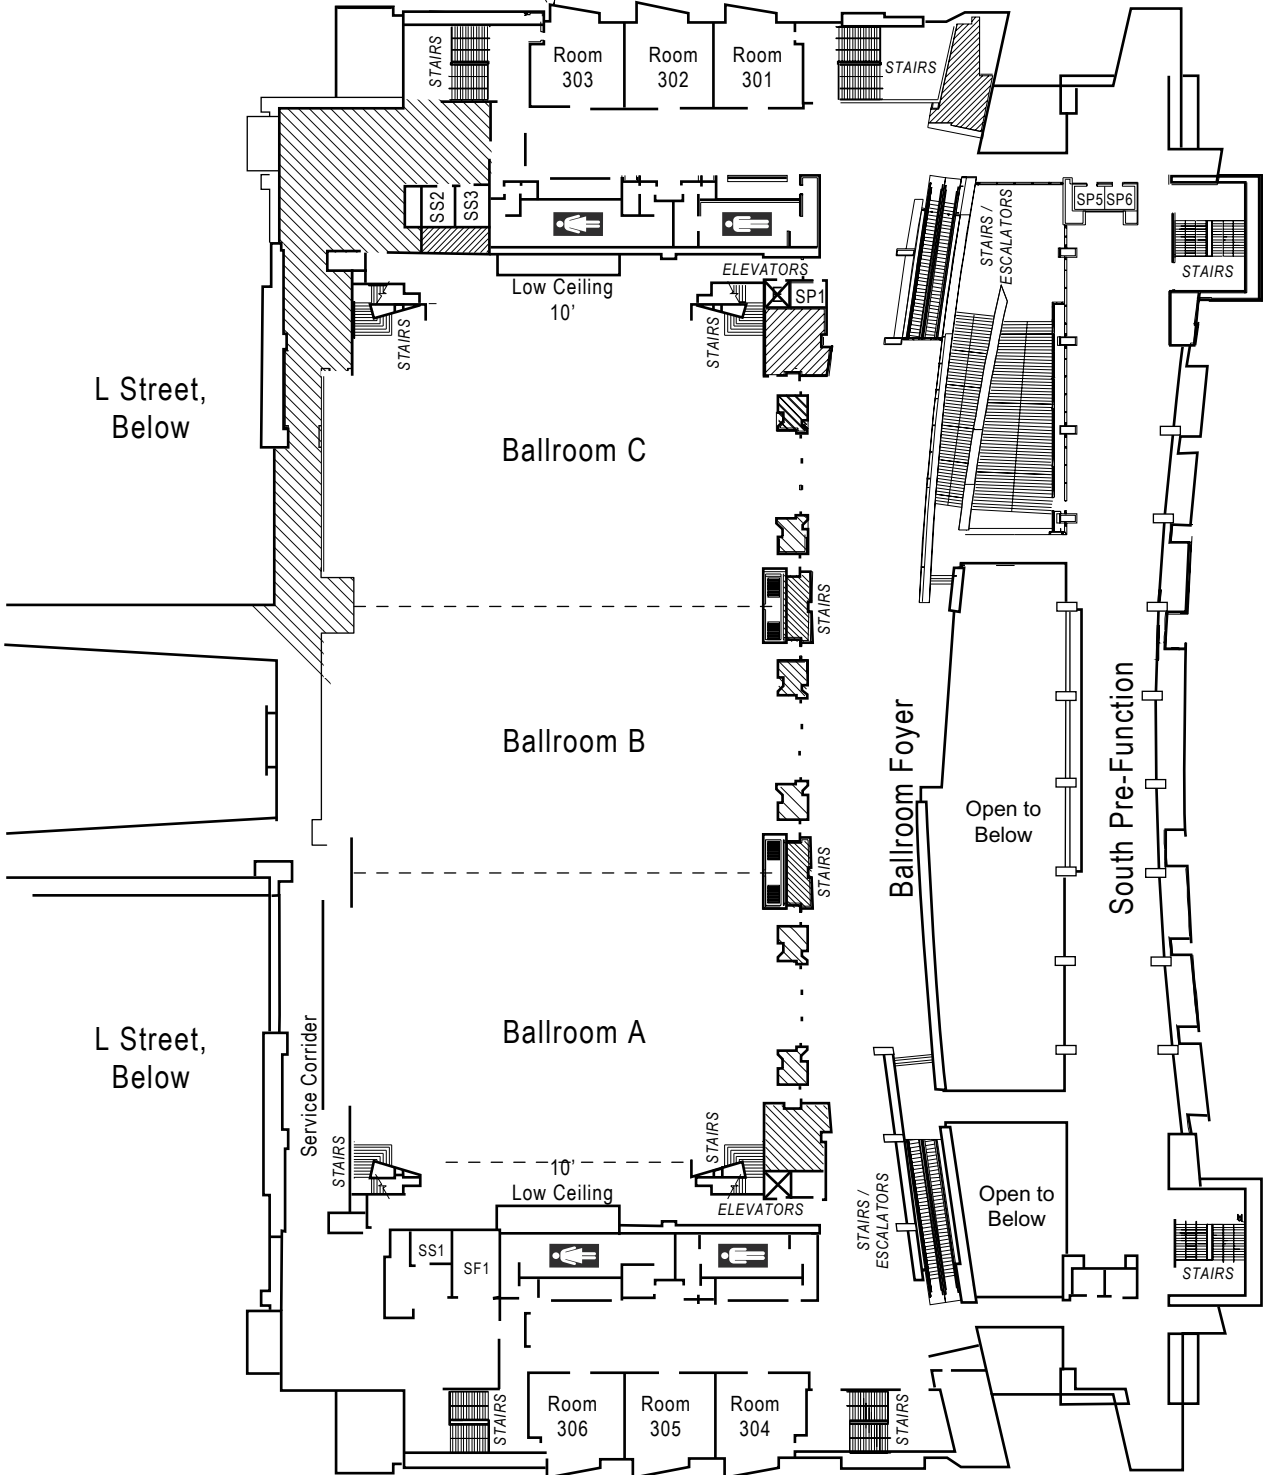 STAIRS
Room
303
Room
302
Room
301
STAIRS
SS2
SS3
STAIRS /
ESCALATORS
SP5
SP6
STAIRS
ELEVATORS
Low Ceiling
10'
SP1
STAIRS
STAIRS
L Street,
Below
Ballroom C
STAIRS
Ballroom B
Ballroom Foyer
South Pre-Function
Open to
Below
STAIRS
L Street,
Below
Service Corrider
Ballroom A
STAIRS
STAIRS
10'
Low Ceiling
ELEVATORS
STAIRS /
ESCALATORS
Open to
Below
SS1
SF1
STAIRS
STAIRS
Room
306
Room
305
Room
304
STAIRS